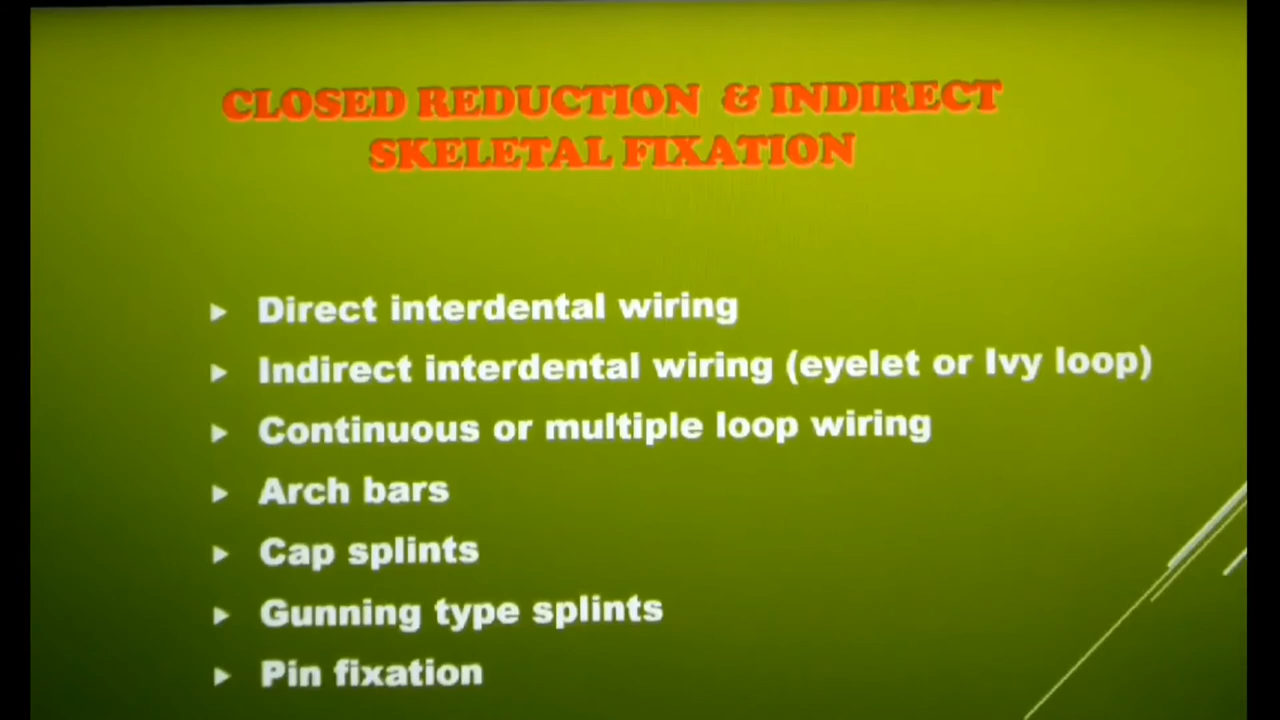 CLOSED REDUCTION & INDIRECT
SKELETAL FIXATION
Direct interdental wiring
Indirect interdental wiring (eyelet or Ivy loop)
Continuous or multiple loop wiring
Arch bars
Cap splints
Gunning type splints
Pin fixation